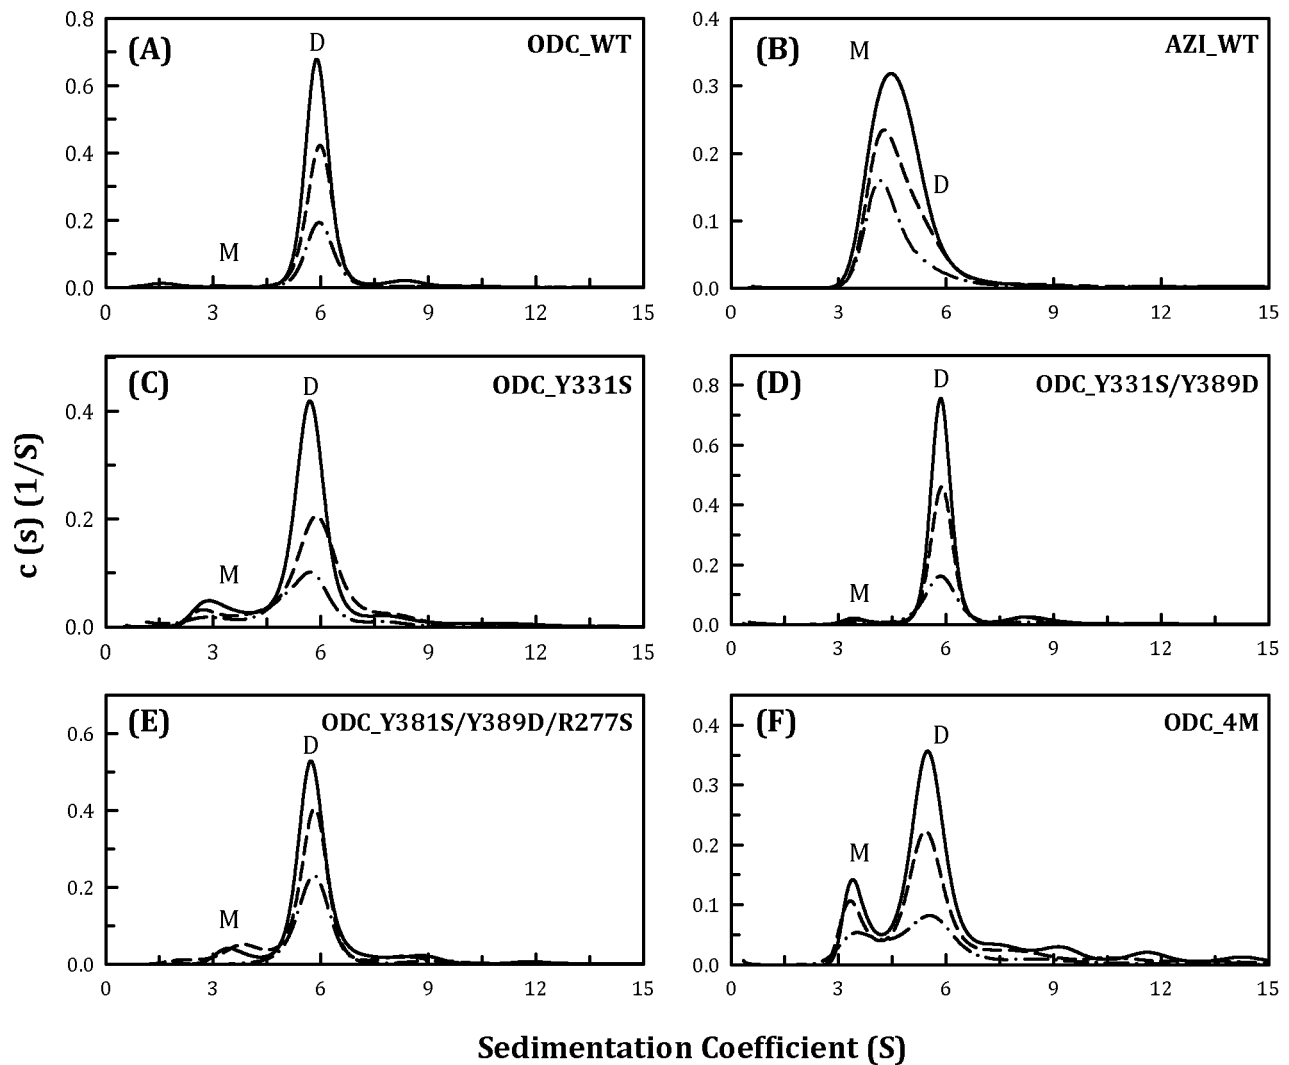 (A) ODC_WT
D
M
0.8
0.6
0.4
0.2
0.0
0 3 6 9 12 15
(B) AZI_WT
M
D
0.4
0.3
0.2
0.1
0.0
0 3 6 9 12 15
(C) ODC_Y331S
D
M
0.4
0.2
0.0
0 3 6 9 12 15
(D) ODC_Y331S/Y389D
D
M
0.8
0.6
0.4
0.2
0.0
0 3 6 9 12 15
(E) ODC_Y381S/Y389D/R277S
D
M
0.6
0.4
0.2
0.0
0 3 6 9 12 15
(F) ODC_4M
D
M
0.4
0.3
0.2
0.1
0.0
0 3 6 9 12 15
c (s) (1/S)
Sedimentation Coefficient (S)